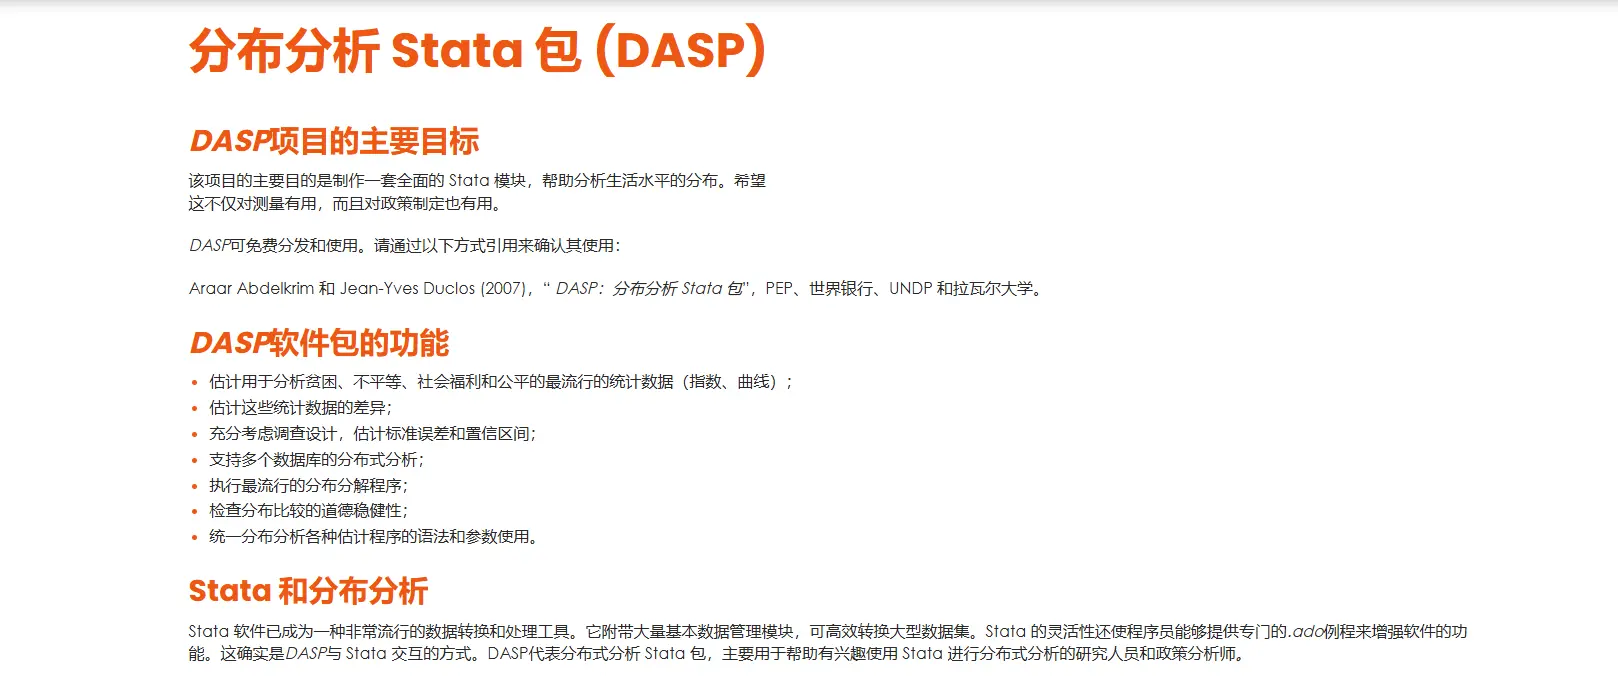 分布分析 Stata 包 (DASP)
DASP项目的主要目标
该项目的主要目的是制作一套全面的 Stata 模块，帮助分析生活水平的分布。希望
这不仅对测量有用，而且对政策制定也有用。
DASP可免费分发和使用。请通过以下方式引用来确认其使用：
Araar Abdelkrim 和 Jean-Yves Duclos (2007)，“ DASP：分布分析 Stata 包”，PEP、世界银行、UNDP 和拉瓦尔大学。
DASP软件包的功能
• 估计用于分析贫困、不平等、社会福利和公平的最流行的统计数据（指数、曲线）；
• 估计这些统计数据的差异；
• 充分考虑调查设计，估计标准误差和置信区间；
• 支持多个数据库的分布式分析；
• 执行最流行的分布分解程序；
• 检查分布比较的道德稳健性；
• 统一分布分析各种估计程序的语法和参数使用。
Stata 和分布分析
Stata 软件已成为一种非常流行的数据转换和处理工具。它附带大量基本数据管理模块，可高效转换大型数据集。Stata 的灵活性还使程序员能够提供专门的.ado例程来增强软件的功
能。这确实是DASP与 Stata 交互的方式。DASP代表分布式分析 Stata 包，主要用于帮助有兴趣使用 Stata 进行分布式分析的研究人员和政策分析师。